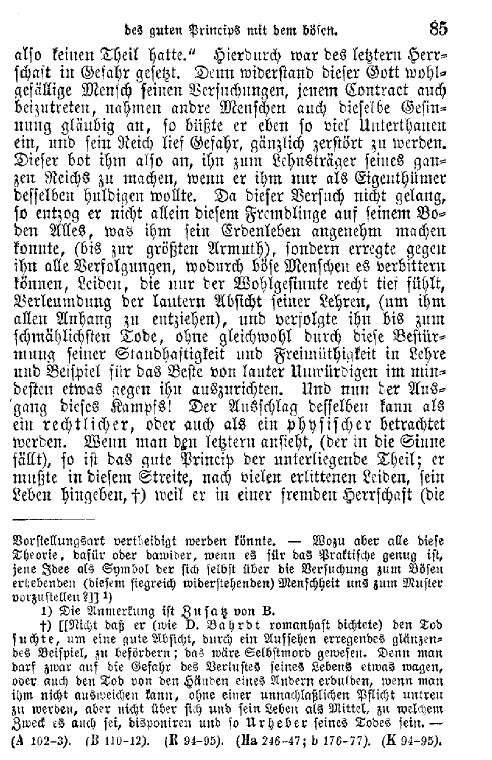 des guten Princips mit dem bösen. 85
also keinen Theil hatte.“ Hierdurch war des letztern Herr-
schaft in Gefahr gesetzt. Denn widerstand dieser Gott wohl-
gefällige Mensch seinen Versuchungen, jenem Contract auch
beizutreten, nahmen andre Menschen auch dieselbe Gesin-
nung gläubig an, so büßte er eben so viel Unterthanen
ein, und sein Reich lief Gefahr, gänzlich zerstört zu werden.
Dieser bot ihm also an, ihn zum Lehnsträger seines gan-
zen Reichs zu machen, wenn er ihm nur als Eigenthümer
desselben huldigen wollte. Da dieser Versuch nicht gelang,
so entzog er nicht allein diesem Fremdlinge auf seinem Bo-
den Alles, was ihm sein Erdenleben angenehm machen
konnte, (bis zur größten Armuth), sondern erregte gegen
ihn alle Verfolgungen, wodurch böse Menschen es verbittern
können, Leiden, die nur der Wohlgesinnte recht tief fühlt,
Verleumdung der lautern Absicht seiner Lehren, (um ihm
allen Anhang zu entziehen), und verfolgte ihn bis zum
schmählichsten Tode, ohne gleichwohl durch diese Bestür-
mung seiner Standhaftigkeit und Freimüthigkeit in Lehre
und Beispiel für das Beste von lauter Unwürdigen im min-
desten etwas gegen ihn auszurichten. Und nun der Aus-
gang dieses Kampfs! Der Ausschlag desselben kann als
ein rechtlicher, oder auch als ein physischer betrachtet
werden. Wenn man den letztern ansieht, (der in die Sinne
fällt), so ist das gute Princip der unterliegende Theil; er
mußte in diesem Streite, nach vielen erlittenen Leiden, sein
Leben hingeben, †) weil er in einer fremden Herrschaft (die
Vorstellungsart vertheidigt werden könnte. — Wozu aber alle diese
Theorie, dafür oder dawider, wenn es für das Praktische genug ist,
jene Idee als Symbol der sich selbst über die Versuchung zum Bösen
erhebenden (diesem siegreich widerstehenden) Menschheit uns zum Muster
vorzustellen?]] ¹)
1) Die Anmerkung ist Zusatz von B.
†) [[Nicht daß er (wie D. Bahrdt romanhaft dichtete) den Tod
suchte, um eine gute Absicht, durch ein Aufsehen erregendes glänzen-
des Beispiel, zu befördern; das wäre Selbstmord gewesen. Denn man
darf zwar auf die Gefahr des Verlustes seines Lebens etwas wagen,
oder auch den Tod von den Händen eines Andern erdulden, wenn man
ihm nicht ausweichen kann, ohne einer unnachlaßlichen Pflicht untreu
zu werden, aber nicht über sich und sein Leben als Mittel, zu welchem
Zweck es auch sei, disponiren und so Urheber seines Todes sein. —
(A 102-3). (B 110-12). (R 94-95). (Ha 246-47; b 176-77). (K 94-95).